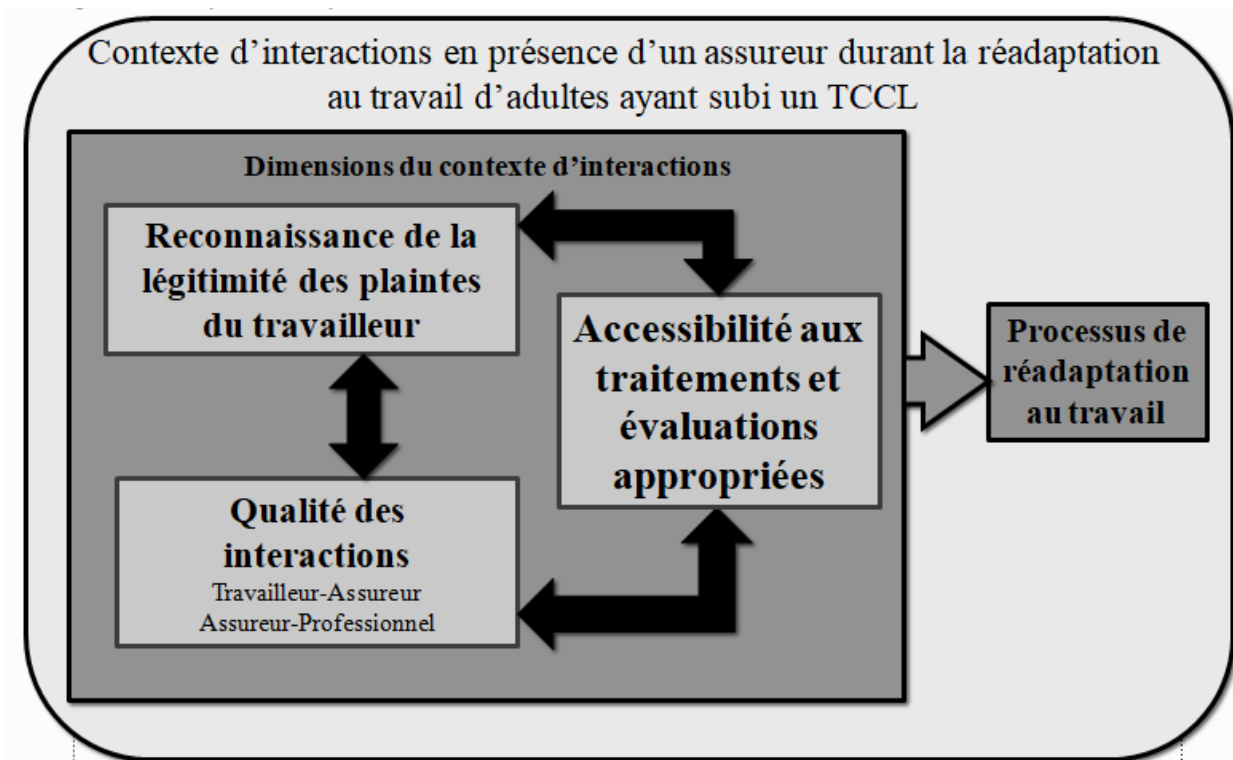 Contexte d’interactions en présence d’un assureur durant la réadaptation
au travail d’adultes ayant subi un TCCL
Dimensions du contexte d’interactions
Reconnaissance de la
légitimité des plaintes
du travailleur
Accessibilité aux
traitements et
évaluations
appropriées
Processus de
réadaptation
au travail
Qualité des
interactions
Travailleur-Assureur
Assureur-Professionnel